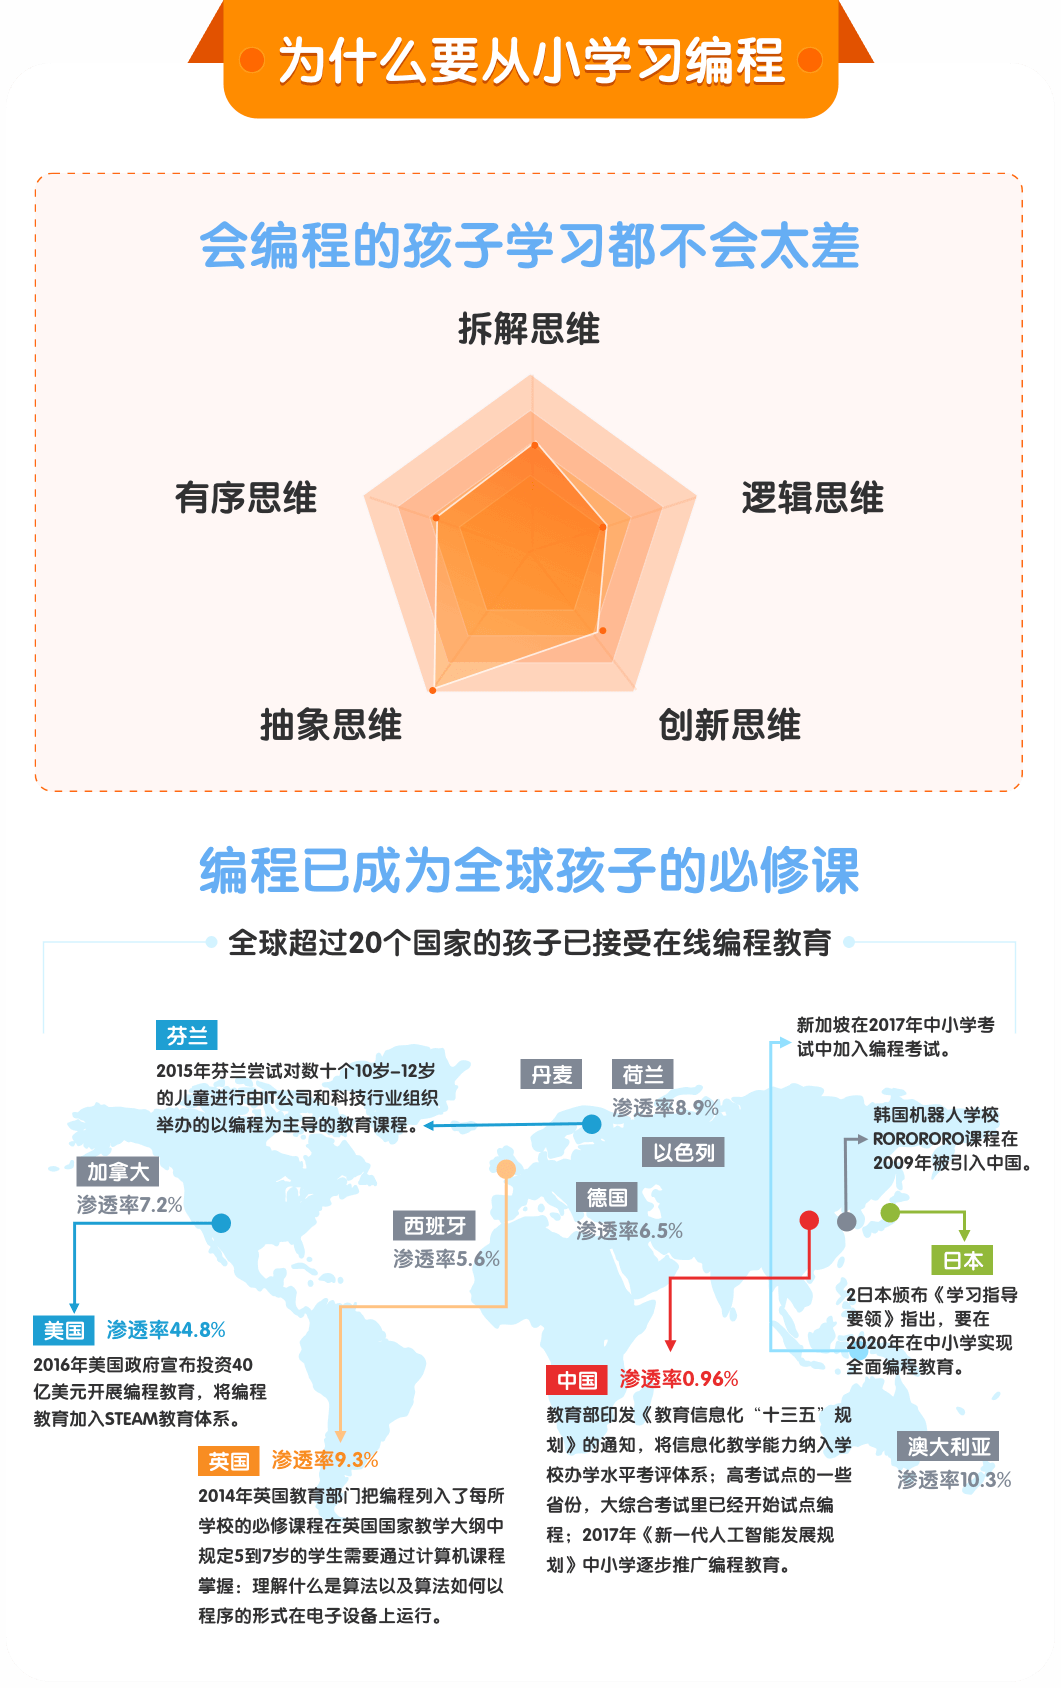 为什么要从小学习编程
会编程的孩子学习都不会太差
拆解思维
有序思维
逻辑思维
抽象思维
创新思维
编程已成为全球孩子的必修课
全球超过20个国家的孩子已接受在线编程教育
芬兰
2015年芬兰尝试对数十个10岁-12岁
的儿童进行由IT公司和科技行业组织
举办的以编程为主导的教育课程。
丹麦
荷兰
渗透率8.9%
新加坡在2017年中小学考
试中加入编程考试。
韩国机器人学校
RORORORO课程在
2009年被引入中国。
以色列
加拿大
渗透率7.2%
德国
渗透率6.5%
西班牙
渗透率5.6%
日本
2日本颁布《学习指导
要领》指出，要在
2020年在中小学实现
全面编程教育。
美国 渗透率44.8%
2016年美国政府宣布投资40
亿美元开展编程教育，将编程
教育加入STEAM教育体系。
中国 渗透率0.96%
教育部印发《教育信息化“十三五”规
划》的通知，将信息化教学能力纳入学
校办学水平考评体系；高考试点的一些
省份，大综合考试里已经开始试点编
程；2017年《新一代人工智能发展规
划》中小学逐步推广编程教育。
澳大利亚
渗透率10.3%
英国 渗透率9.3%
2014年英国教育部门把编程列入了每所
学校的必修课程在英国国家教学大纲中
规定5到7岁的学生需要通过计算机课程
掌握：理解什么是算法以及算法如何以
程序的形式在电子设备上运行。